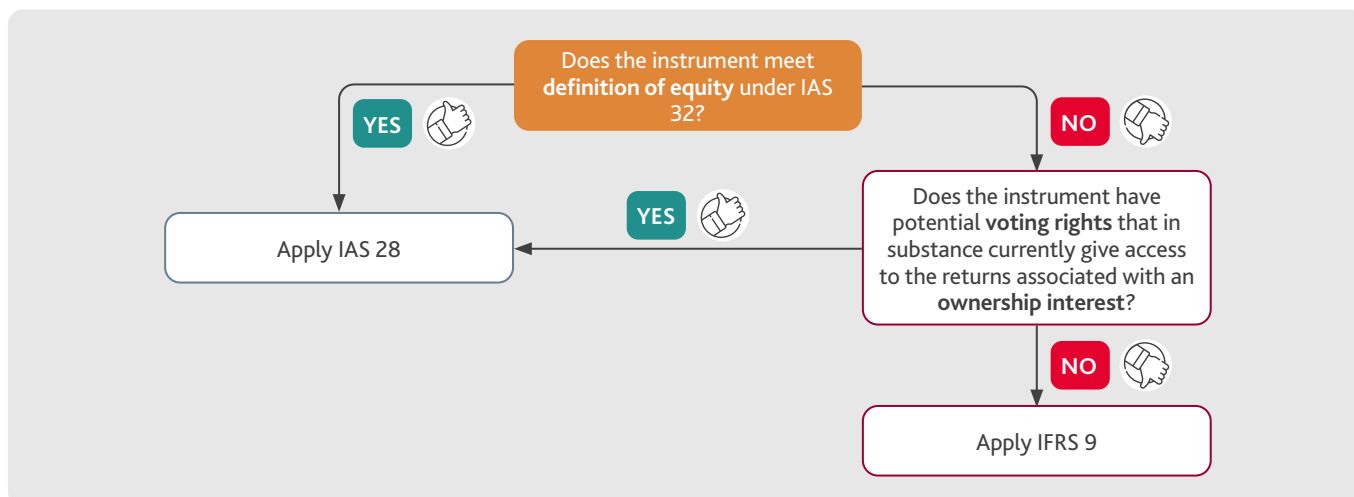 Does the instrument meet
definition of equity under IAS
32?
YES
NO
Does the instrument have
potential voting rights that in
substance currently give access
to the returns associated with an
ownership interest?
YES
Apply IAS 28
NO
Apply IFRS 9